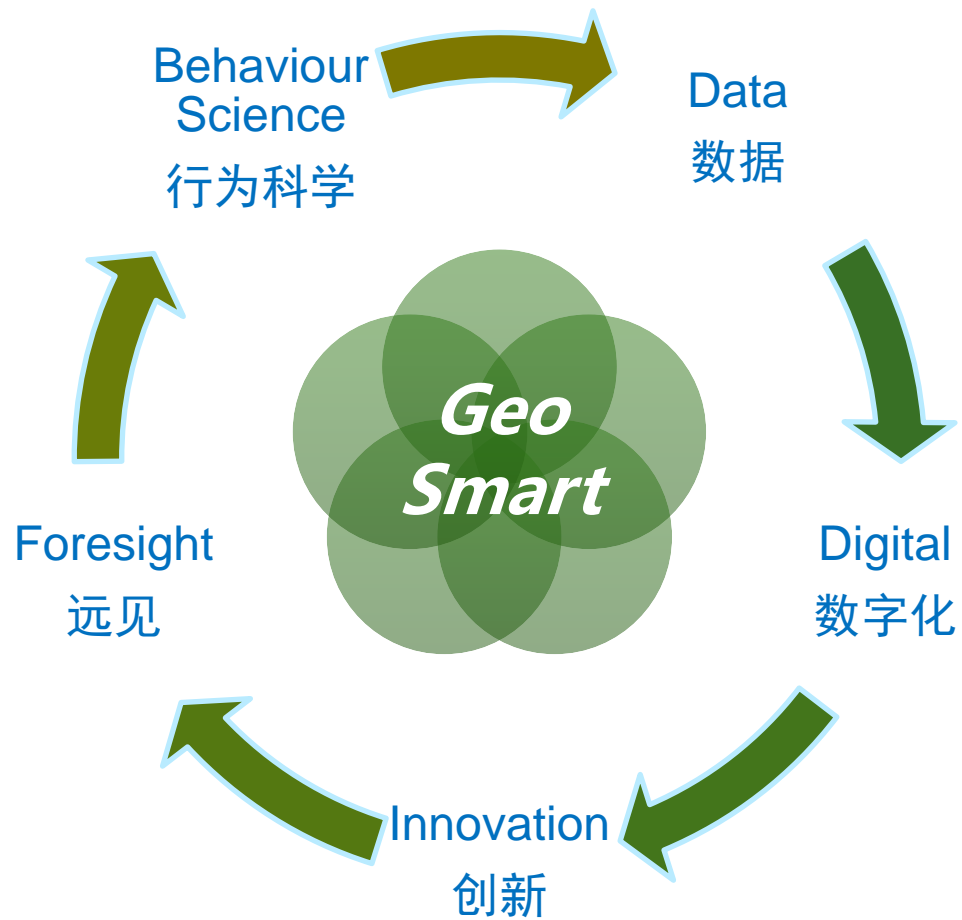 Behaviour
Science
行为科学
Data
数据
Geo
Smart
Foresight
远见
Digital
数字化
Innovation
创新